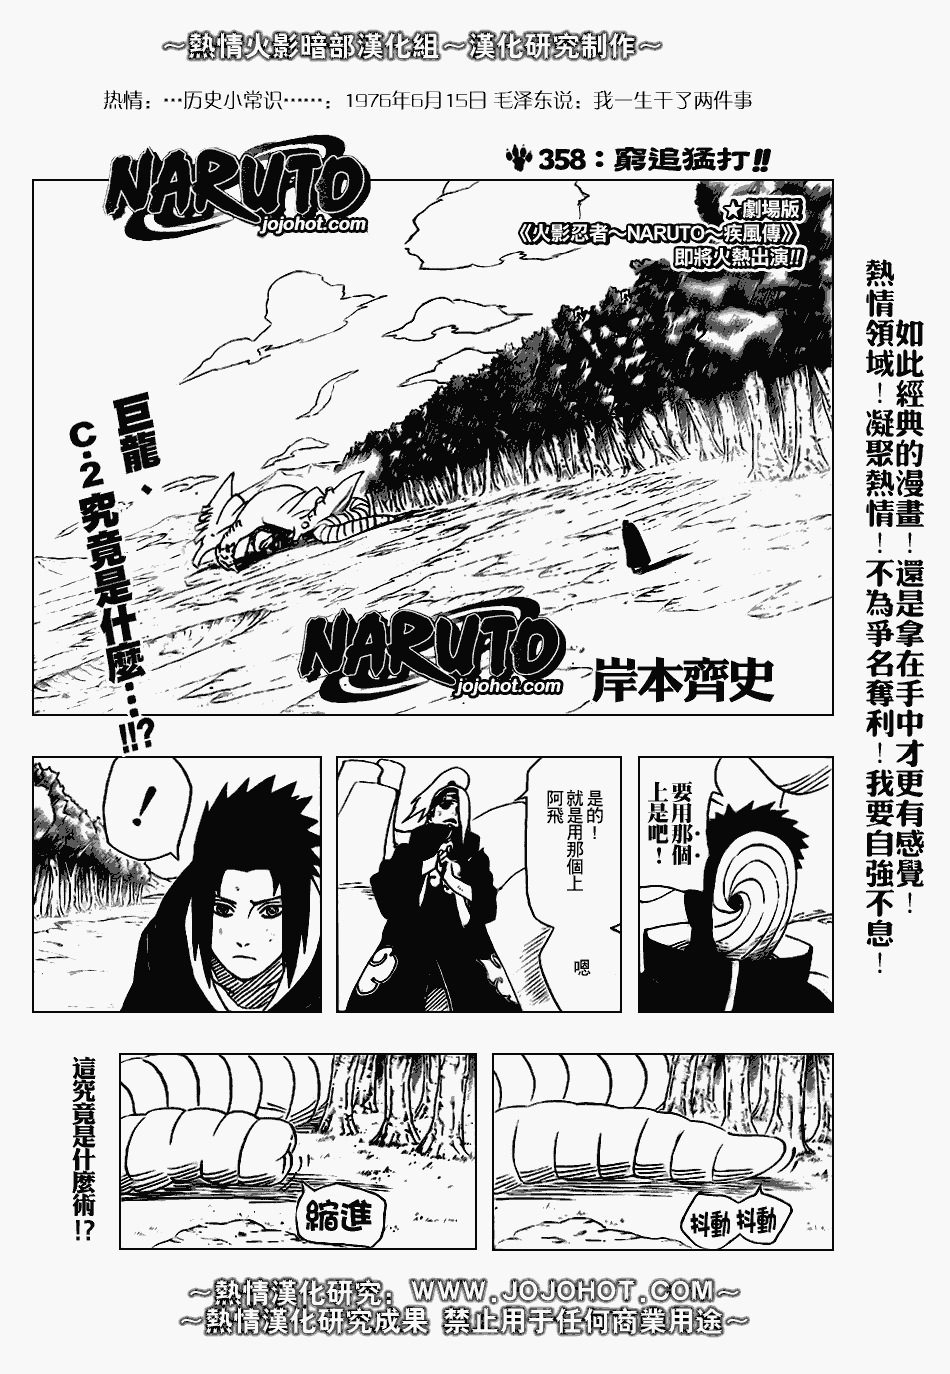 ～熱情火影暗部漢化組～漢化研究制作～
热情：…历史小常识……：1976年6月15日 毛泽东说：我一生干了两件事
NARUTO
jojohot.com
358：窮追猛打!!
★劇場版
《火影忍者～NARUTO～疾風傳》
即將火熱出演!!
如此經典的漫畫！還是拿在手中才更有感覺！
熱情領域！凝聚熱情！不為爭名奪利！我要自強不息！
巨龍、
C.2究竟是什麼…!!?
NARUTO
jojohot.com
岸本齊史
要用那個
上是吧！
是的！
就是用那個上
阿飛
嗯
！
抖動 抖動
縮進
這究竟是什麼術!?
～熱情漢化研究：WWW.JOJOHOT.COM～
～熱情漢化研究成果 禁止用于任何商業用途～